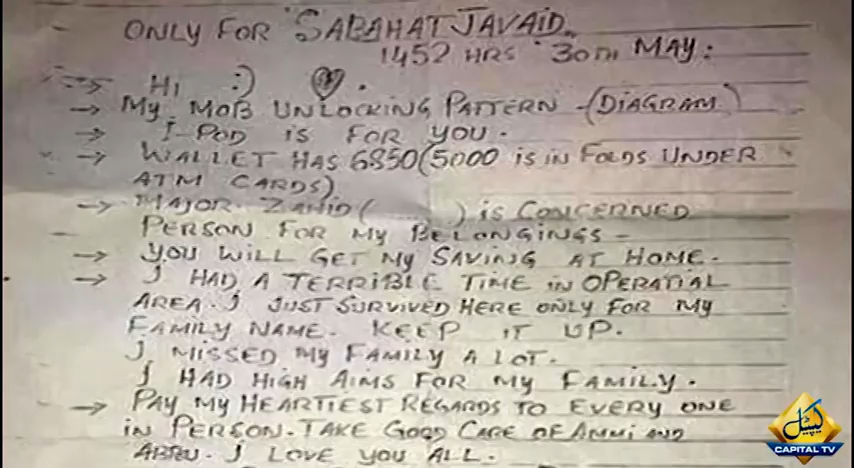 ONLY FOR SABAHAT JAVAID.
1452 HRS 30TH MAY:
→ HI :)
→ MY MOB UNLOCKING PATTERN -(DIAGRAM)
→ I-POD IS FOR YOU.
→ WALLET HAS 6850(5000 IS IN FOLDS UNDER
ATM CARDS)
→ MAJOR ZAHID ( ) IS CONCERNED
PERSON FOR MY BELONGINGS-
→ YOU WILL GET MY SAVING AT HOME.
→ I HAD A TERRIBLE TIME IN OPERATIAL
AREA. I JUST SURVIVED HERE ONLY FOR MY
FAMILY NAME. KEEP IT UP.
I MISSED MY FAMILY A LOT.
I HAD HIGH AIMS FOR MY FAMILY.
→ PAY MY HEARTIEST REGARDS TO EVERY ONE
IN PERSON. TAKE GOOD CARE OF AMMI AND
ABBU. I LOVE YOU ALL.
کیپیٹل
CAPITAL TV